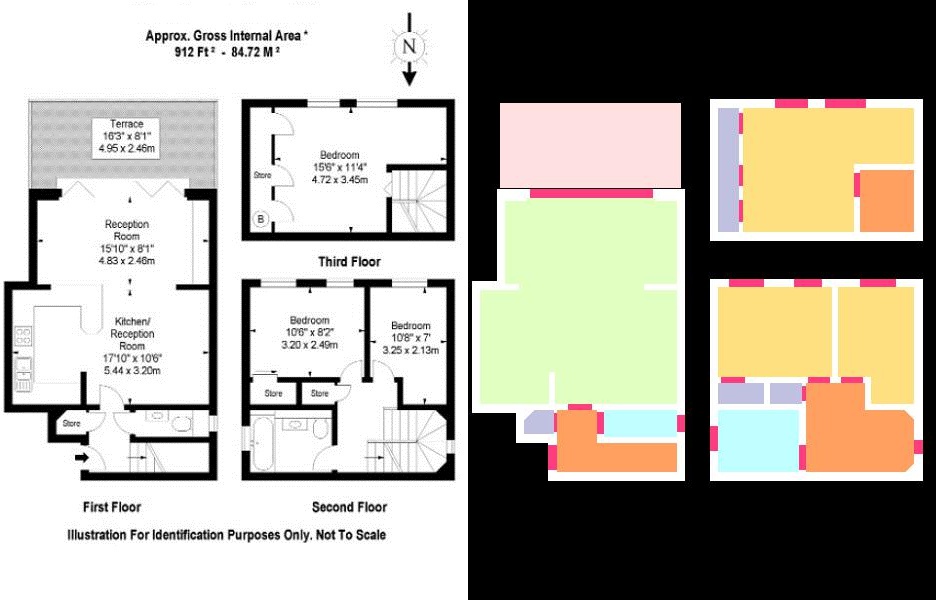 Approx. Gross Internal Area *
912 Ft² - 84.72 M²
N
Terrace
16'3" x 8'1"
4.95 x 2.46m
Reception
Room
15'10" x 8'1"
4.83 x 2.46m
Kitchen/
Reception
Room
17'10" x 10'6"
5.44 x 3.20m
Store
First Floor
Bedroom
15'6" x 11'4"
4.72 x 3.45m
Store
B
Third Floor
Bedroom
10'6" x 8'2"
3.20 x 2.49m
Bedroom
10'8" x 7'
3.25 x 2.13m
Store
Store
Second Floor
Illustration For Identification Purposes Only. Not To Scale